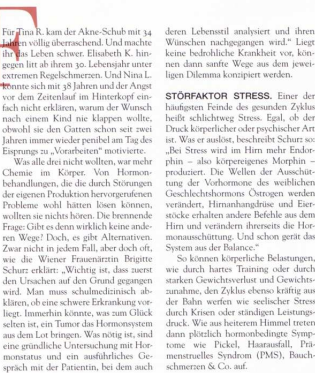 Für Tina R. kam der Akne-Schub mit 34
Jahren völlig überraschend. Und machte
ihr das Leben schwer. Elisabeth K. hin-
gegen litt ab ihrem 30. Lebensjahr unter
extremen Regelschmerzen. Und Nina L.
konnte sich mit 38 Jahren und der Angst
vor dem Zeitenlauf im Hinterkopf ein-
fach nicht erklären, warum der Wunsch
nach einem Kind nie klappen wollte,
obwohl sie den Gatten schon seit zwei
Jahren immer wieder penibel am Tag des
Eisprungs zu „Vorarbeiten“ motivierte.
Was alle drei nicht wollten, war mehr
Chemie im Körper. Von Hormon-
behandlungen, die die durch Störungen
der eigenen Produktion hervorgerufenen
Probleme wohl hätten lösen können,
wollten sie nichts hören. Die brennende
Frage: Gibt es denn wirklich keine ande-
ren Wege? Doch, es gibt Alternativen.
Zwar nicht in jedem Fall, aber doch oft,
wie die Wiener Frauenärztin Brigitte
Schurz erklärt: „Wichtig ist, dass zuerst
den Ursachen auf den Grund gegangen
wird. Man muss schulmedizinisch ab-
klären, ob eine schwere Erkrankung vor-
liegt. Immerhin könnte, was zum Glück
selten ist, ein Tumor das Hormonsystem
aus dem Lot bringen. Was nötig ist, sind
eine gründliche Untersuchung mit Hor-
monstatus und ein ausführliches Ge-
spräch mit der Patientin, bei dem auch
deren Lebensstil analysiert und ihren
Wünschen nachgegangen wird.“ Liegt
keine bedrohliche Krankheit vor, kön-
nen dann sanfte Wege aus dem jewei-
ligen Dilemma konzipiert werden.
STÖRFAKTOR STRESS. Einer der
häufigsten Feinde des gesunden Zyklus
heißt schlichtweg Stress. Egal, ob der
Druck körperlicher oder psychischer Art
ist. Was er auslöst, beschreibt Schurz so:
„Bei Stress wird im Hirn mehr Endor-
phin – also körpereigenes Morphin –
produziert. Die Wellen der Ausschüt-
tung der Vorhormone des weiblichen
Geschlechtshormons Östrogen werden
verändert, Hirnanhangdrüse und Eier-
stöcke erhalten andere Befehle aus dem
Hirn und verändern ihrerseits die Hor-
monausschüttung. Und schon gerät das
System aus der Balance.“
So können körperliche Belastungen,
wie durch hartes Training oder durch
starken Gewichtsverlust und Gewichts-
zunahme, den Zyklus ebenso kräftig aus
der Bahn werfen wie seelischer Stress
durch Krisen oder ständigen Leistungs-
druck. Wie aus heiterem Himmel treten
dann plötzlich hormonbedingte Symp-
tome wie Pickel, Haarausfall, Prä-
menstruelles Syndrom (PMS), Bauch-
schmerzen & Co. auf.